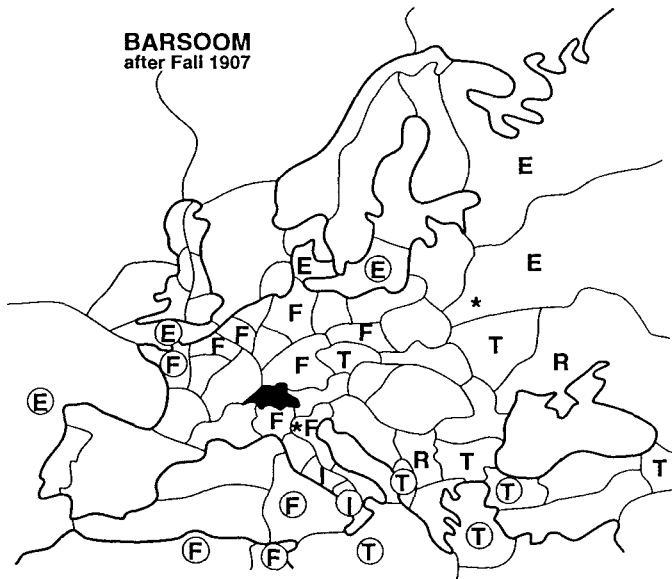 BARSOOM
after Fall 1907
E
E
E E
*
F F
E F F F T R
F F T
E
F *F
R T T
I T T
F I T
F F T